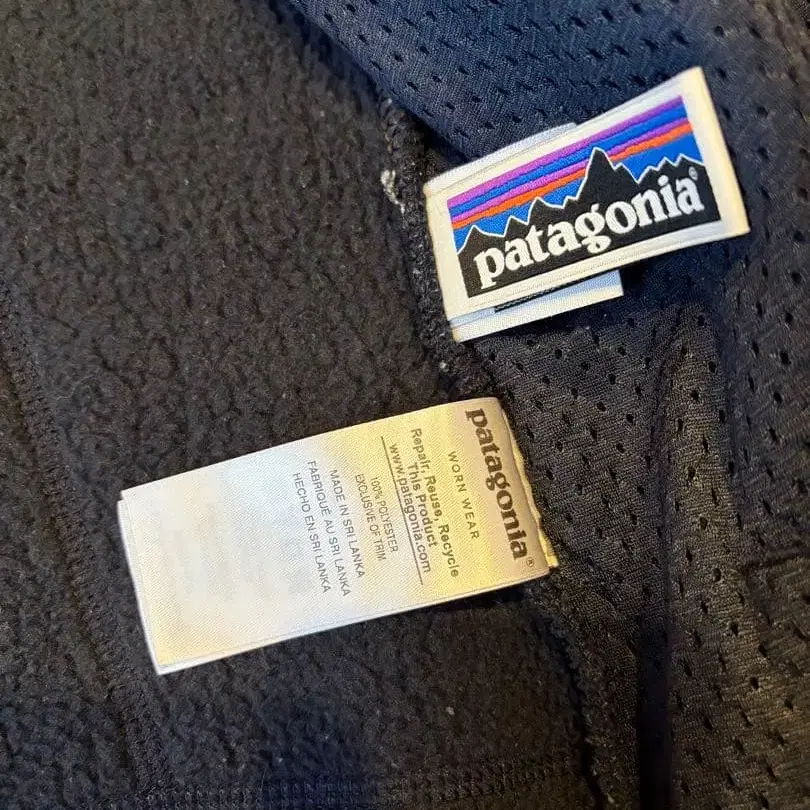 patagonia®
patagonia®
WORN WEAR
Repair, Reuse, Recycle
This Product
www.patagonia.com
100% POLYESTER
EXCLUSIVE OF TRIM
MADE IN SRI LANKA
FABRIQUÉ AU SRI LANKA
HECHO EN SRI LANKA